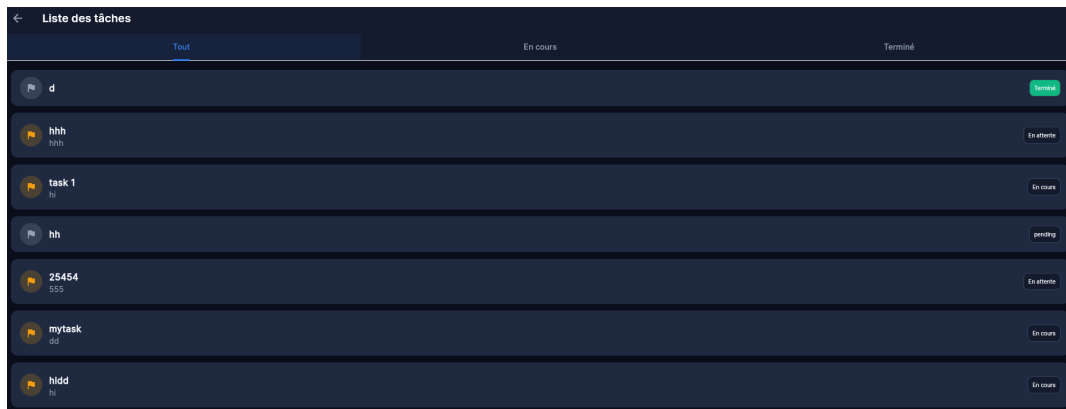 Liste des tâches
Tout En cours Terminé
d Terminé
hhh
hhh
En attente
task 1
hi
En cours
hh pending
25454
555
En attente
mytask
dd
En cours
hidd
hi
En cours